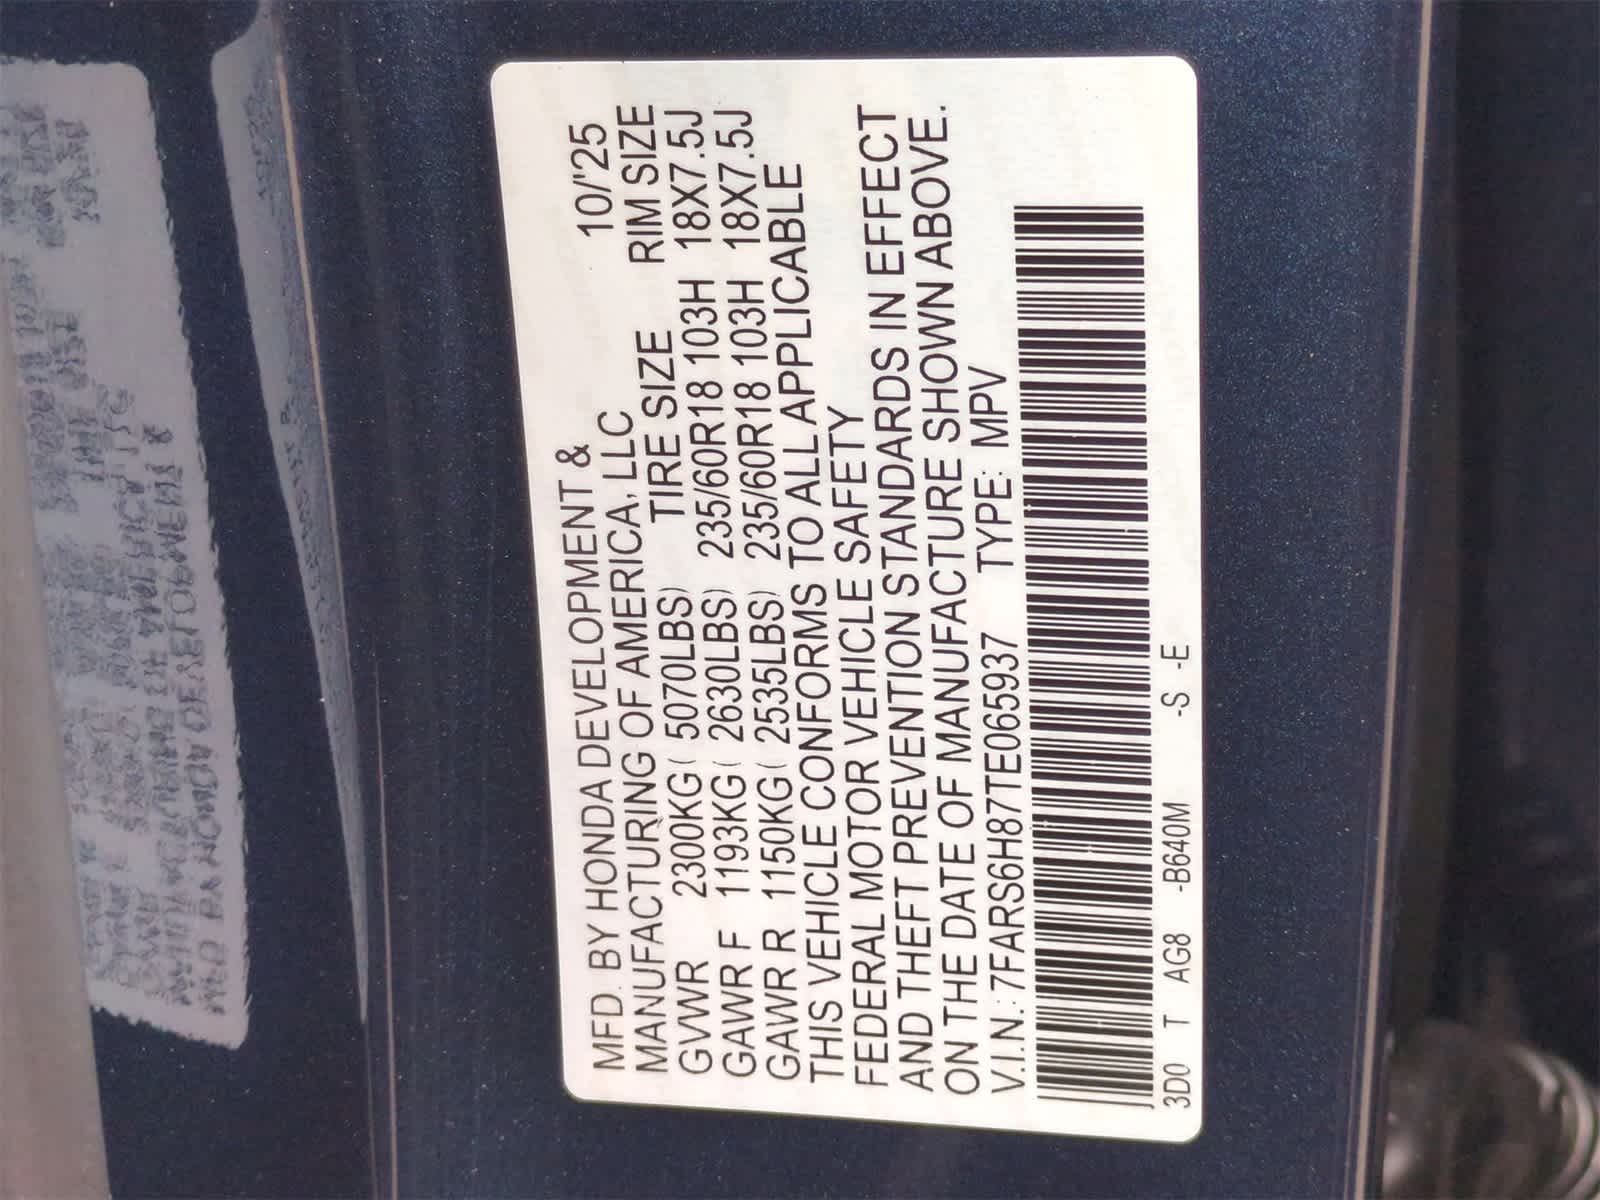 MFD. BY HONDA DEVELOPMENT & 10/'25
MANUFACTURING OF AMERICA, LLC
TIRE SIZE RIM SIZE
GVWR 2300KG( 5070LBS) 235/60R18 103H 18X7.5J
GAWR F 1193KG( 2630LBS) 235/60R18 103H 18X7.5J
GAWR R 1150KG( 2535LBS)
THIS VEHICLE CONFORMS TO ALL APPLICABLE
FEDERAL MOTOR VEHICLE SAFETY
AND THEFT PREVENTION STANDARDS IN EFFECT
ON THE DATE OF MANUFACTURE SHOWN ABOVE.
V.I.N.: 7FARS6H87TE065937 TYPE: MPV
3D0 T AG8 -B640M -S -E